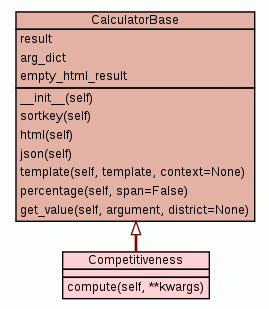 CalculatorBase
result
arg_dict
empty_html_result
__init__(self)
sortkey(self)
html(self)
json(self)
template(self, template, context=None)
percentage(self, span=False)
get_value(self, argument, district=None)
Competitiveness
compute(self, **kwargs)